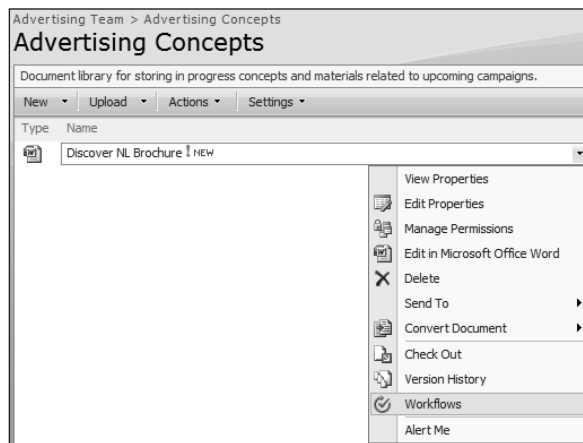 Advertising Team > Advertising Concepts
Advertising Concepts
Document library for storing in progress concepts and materials related to upcoming campaigns.
New Upload Actions Settings
Type Name
Discover NL Brochure ! NEW
View Properties
Edit Properties
Manage Permissions
Edit in Microsoft Office Word
Delete
Send To
Convert Document
Check Out
Version History
Workflows
Alert Me